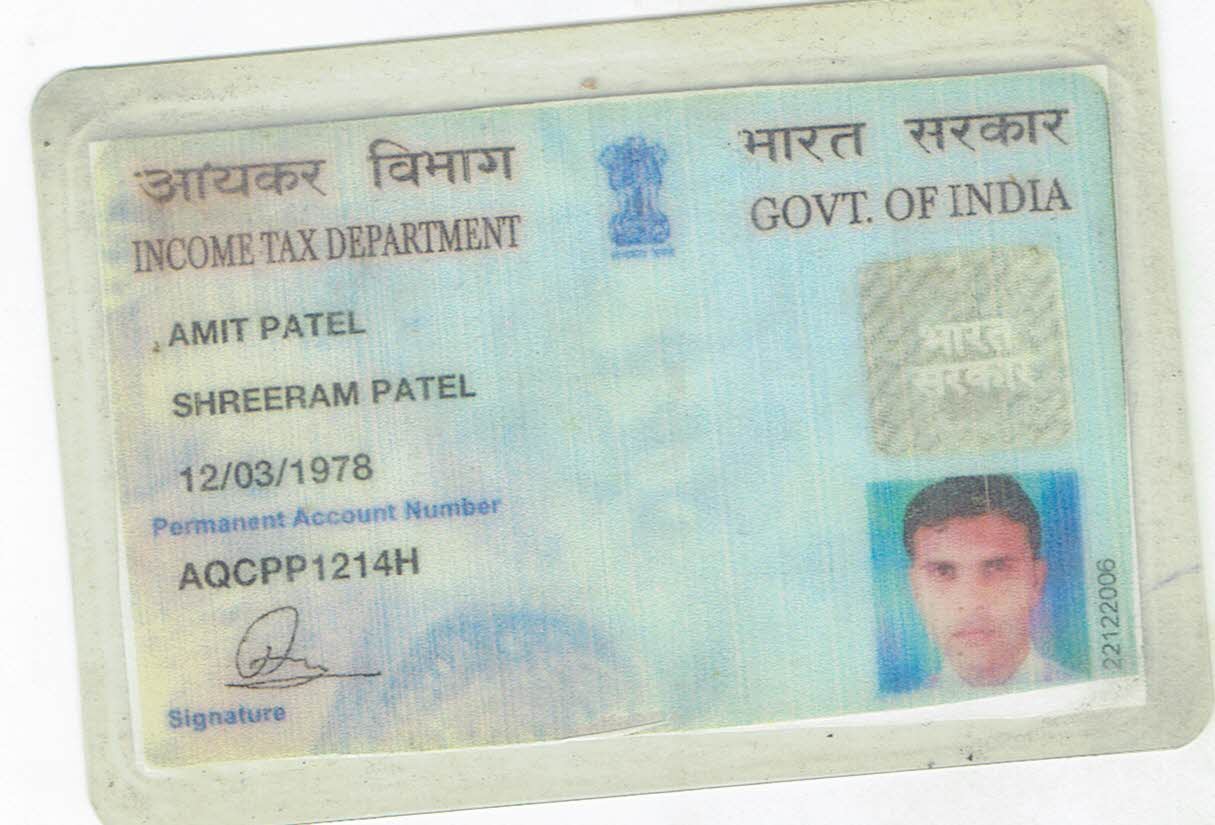 आयकर विभाग
INCOME TAX DEPARTMENT
भारत सरकार
GOVT. OF INDIA
AMIT PATEL
SHREERAM PATEL
12/03/1978
Permanent Account Number
AQCPP1214H
Signature
भारत
सरकार
22122006